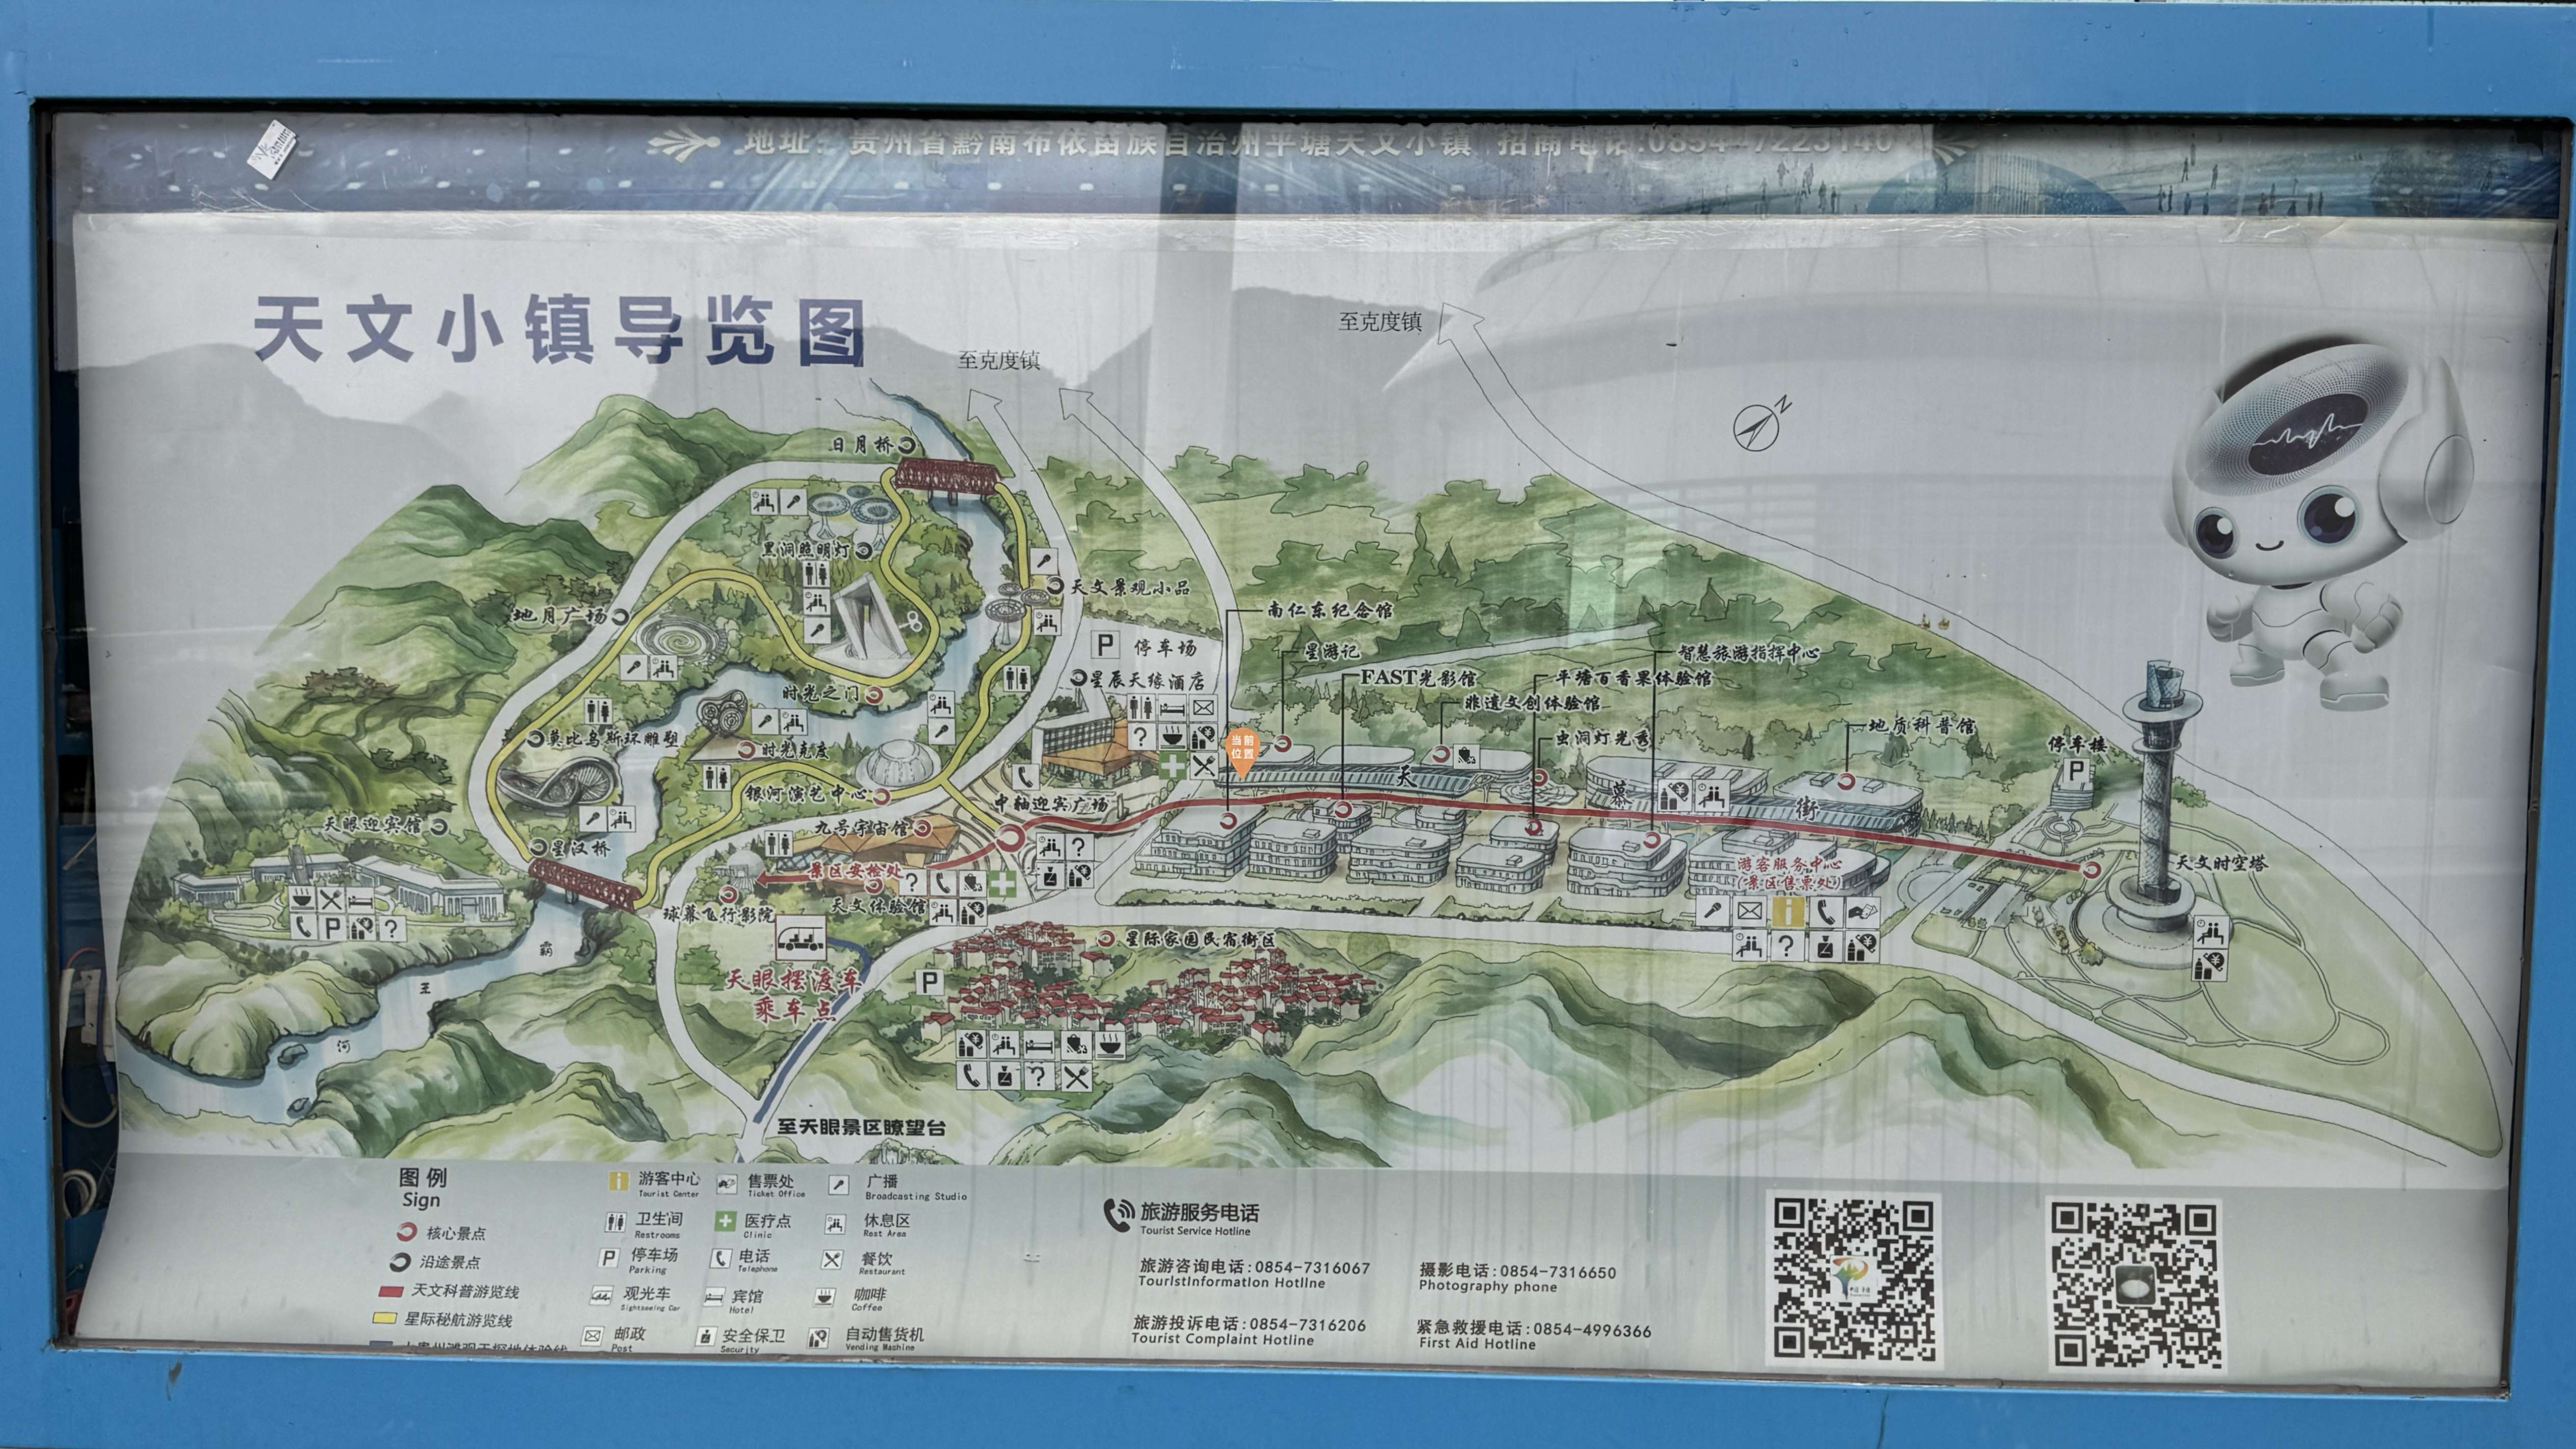 地址：贵州省黔南布依苗族自治州平塘天文小镇 招商电话:0854-7223140
天文小镇导览图
至克度镇
至克度镇
N
日月桥
黑洞照明灯
天文景观小品
地月广场
P 停车场
南仁东纪念馆
星游记
智慧旅游指挥中心
FAST光影馆
平塘百香果体验馆
星辰天缘酒店
时光之门
非遗文创体验馆
地质科普馆
莫比乌斯环雕塑
时光克度
虫洞灯光秀
停车楼
P
当前
位置
天幕街
银河演艺中心
中轴迎宾广场
天眼迎宾馆
九号宇宙馆
星汉桥
景区安检处
游客服务中心
(景区售票处)
天文时空塔
天文体验馆
球幕飞行影院
星际家园民宿街区
霸王河
天眼摆渡车
乘车点
P
P
至天眼景区瞭望台
图例
Sign
核心景点
沿途景点
天文科普游览线
星际秘航游览线
游客中心
Tourist Center
卫生间
Restrooms
P 停车场
Parking
观光车
Sightseeing Car
邮政
Post
售票处
Ticket Office
医疗点
Clinic
电话
Telephone
宾馆
Hotel
安全保卫
Security
广播
Broadcasting Studio
休息区
Rest Area
餐饮
Restaurant
咖啡
Coffee
自动售货机
Vending Machine
旅游服务电话
Tourist Service Hotline
旅游咨询电话:0854-7316067
TouristInformation Hotline
旅游投诉电话:0854-7316206
Tourist Complaint Hotline
摄影电话:0854-7316650
Photography phone
紧急救援电话:0854-4996366
First Aid Hotline